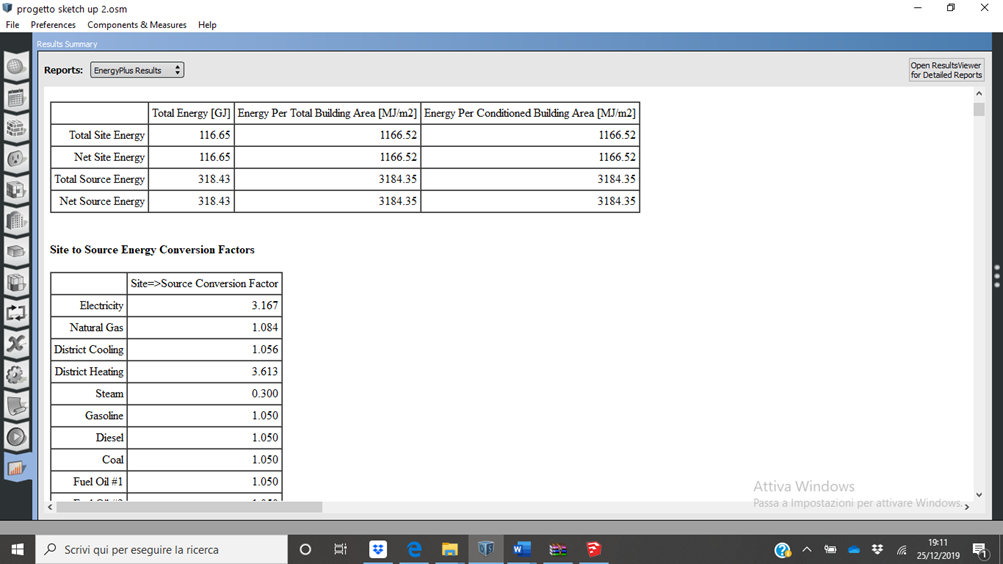 progetto sketch up 2.osm
File Preferences Components & Measures Help
Results Summary
Reports: EnergyPlus Results
Open ResultsViewer
for Detailed Reports
Total Energy [GJ] Energy Per Total Building Area [MJ/m2] Energy Per Conditioned Building Area [MJ/m2]
Total Site Energy 116.65 1166.52 1166.52
Net Site Energy 116.65 1166.52 1166.52
Total Source Energy 318.43 3184.35 3184.35
Net Source Energy 318.43 3184.35 3184.35
Site to Source Energy Conversion Factors
Site=>Source Conversion Factor
Electricity 3.167
Natural Gas 1.084
District Cooling 1.056
District Heating 3.613
Steam 0.300
Gasoline 1.050
Diesel 1.050
Coal 1.050
Fuel Oil #1 1.050
Attiva Windows
Passa a Impostazioni per attivare Windows.
Scrivi qui per eseguire la ricerca
19:11
25/12/2019